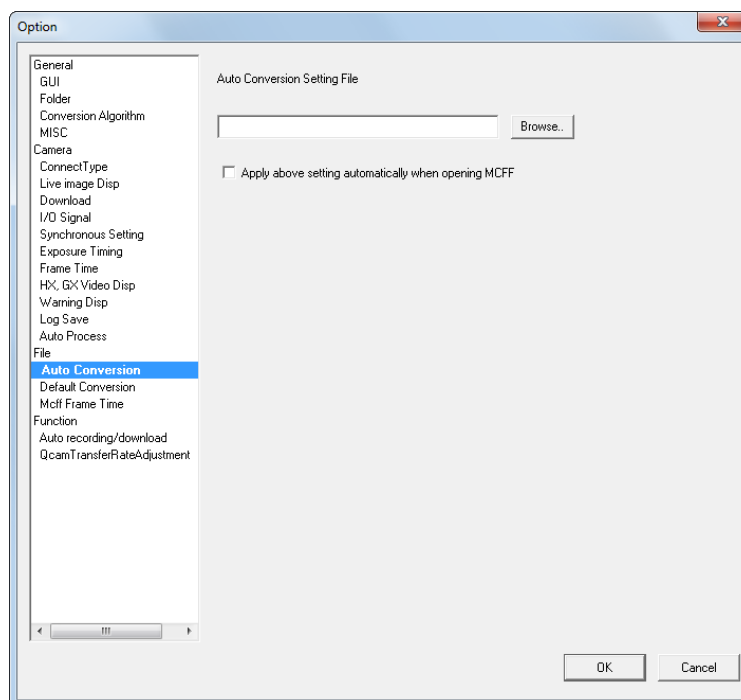 Option
General
GUI
Folder
Conversion Algorithm
MISC
Camera
ConnectType
Live image Disp
Download
I/O Signal
Synchronous Setting
Exposure Timing
Frame Time
HX, GX Video Disp
Warning Disp
Log Save
Auto Process
File
Auto Conversion
Default Conversion
Mcff Frame Time
Function
Auto recording/download
QcamTransferRateAdjustment
Auto Conversion Setting File
Browse..
Apply above setting automatically when opening MCFF
OK
Cancel